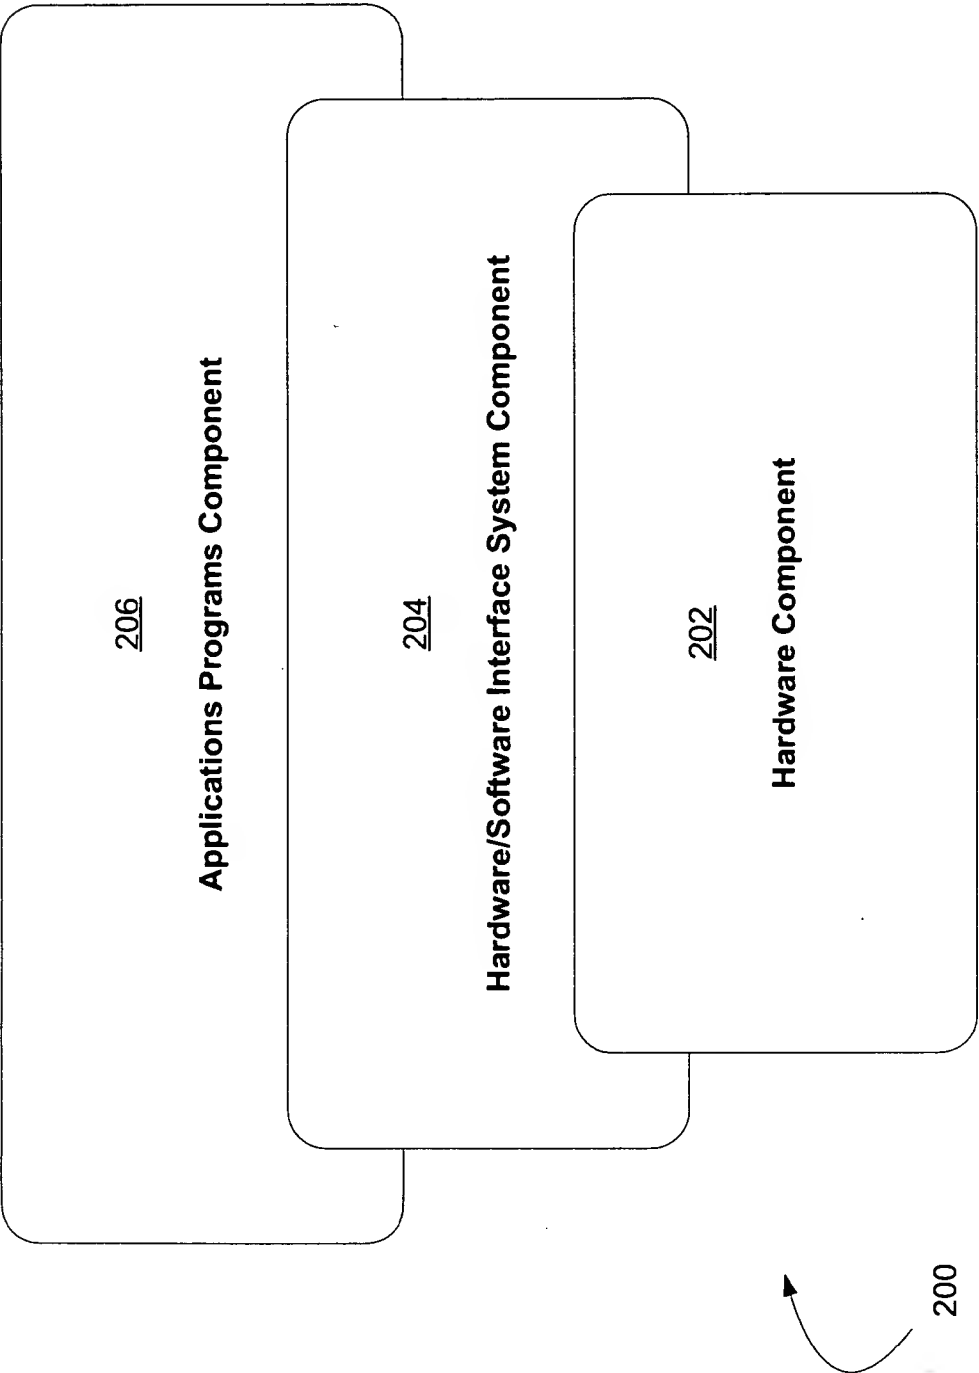 206
Applications Programs Component
204
Hardware/Software Interface System Component
202
Hardware Component
200